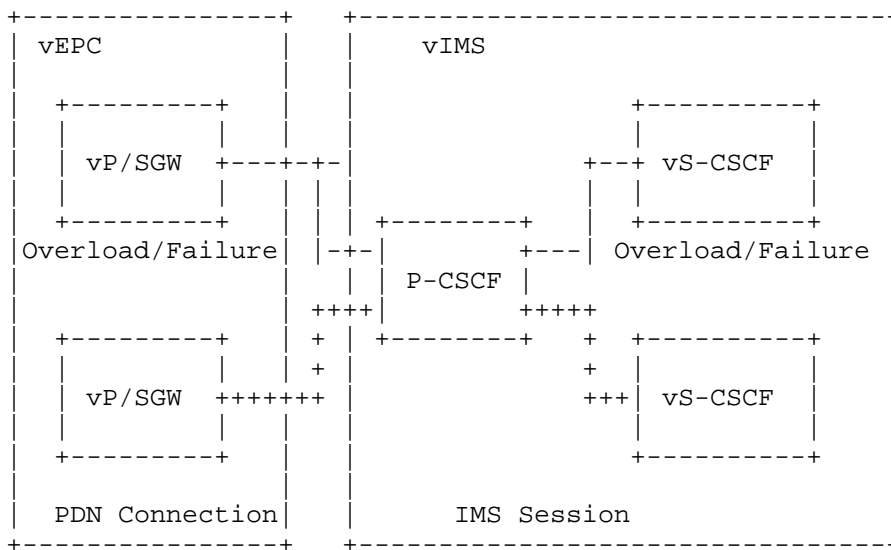 vEPC vIMS
vP/SGW vS-CSCF
Overload/Failure Overload/Failure
P-CSCF
vP/SGW vS-CSCF
PDN Connection IMS Session